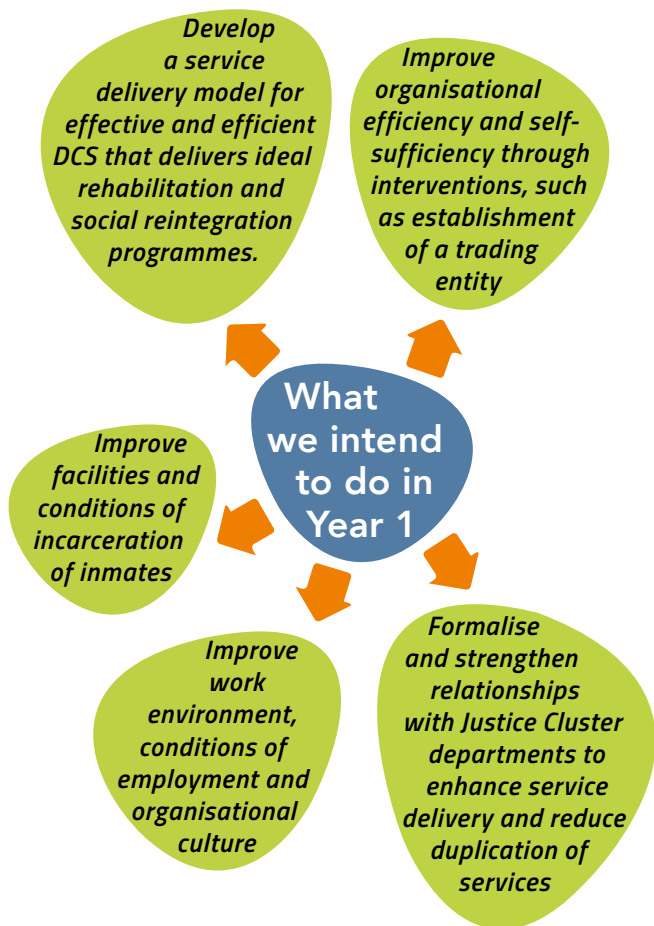 Develop
a service
delivery model for
effective and efficient
DCS that delivers ideal
rehabilitation and
social reintegration
programmes.
Improve
organisational
efficiency and self-
sufficiency through
interventions, such
as establishment
of a trading
entity
What
we intend
to do in
Year 1
Improve
facilities and
conditions of
incarceration
of inmates
Improve
work
environment,
conditions of
employment and
organisational
culture
Formalise
and strengthen
relationships
with Justice Cluster
departments to
enhance service
delivery and reduce
duplication of
services